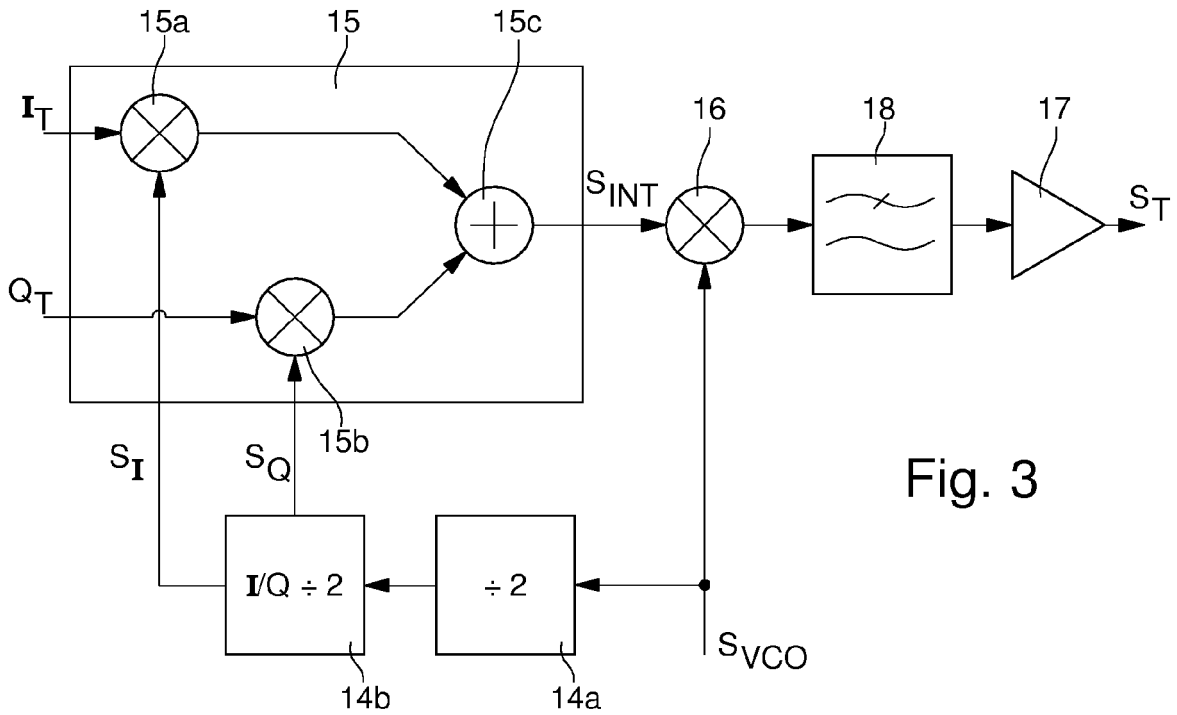 15a
15
15c
16
18
17
I_T
S_INT
S_T
Q_T
15b
S_I
S_Q
Fig. 3
I/Q ÷ 2
÷ 2
S_VCO
14b
14a